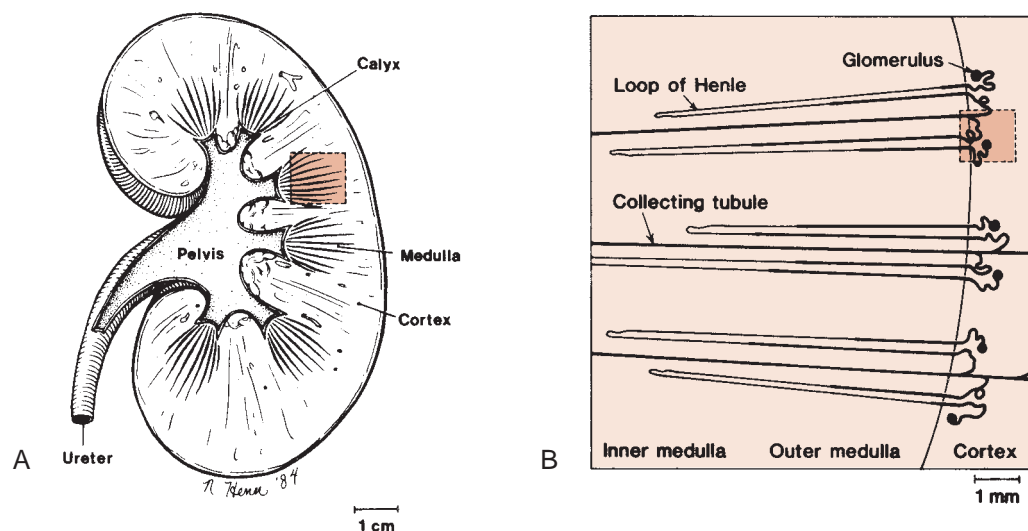 Calyx
Pelvis
Medulla
Cortex
Ureter
A
N Henn '84
1 cm
Glomerulus
Loop of Henle
Collecting tubule
Inner medulla
Outer medulla
Cortex
B
1 mm